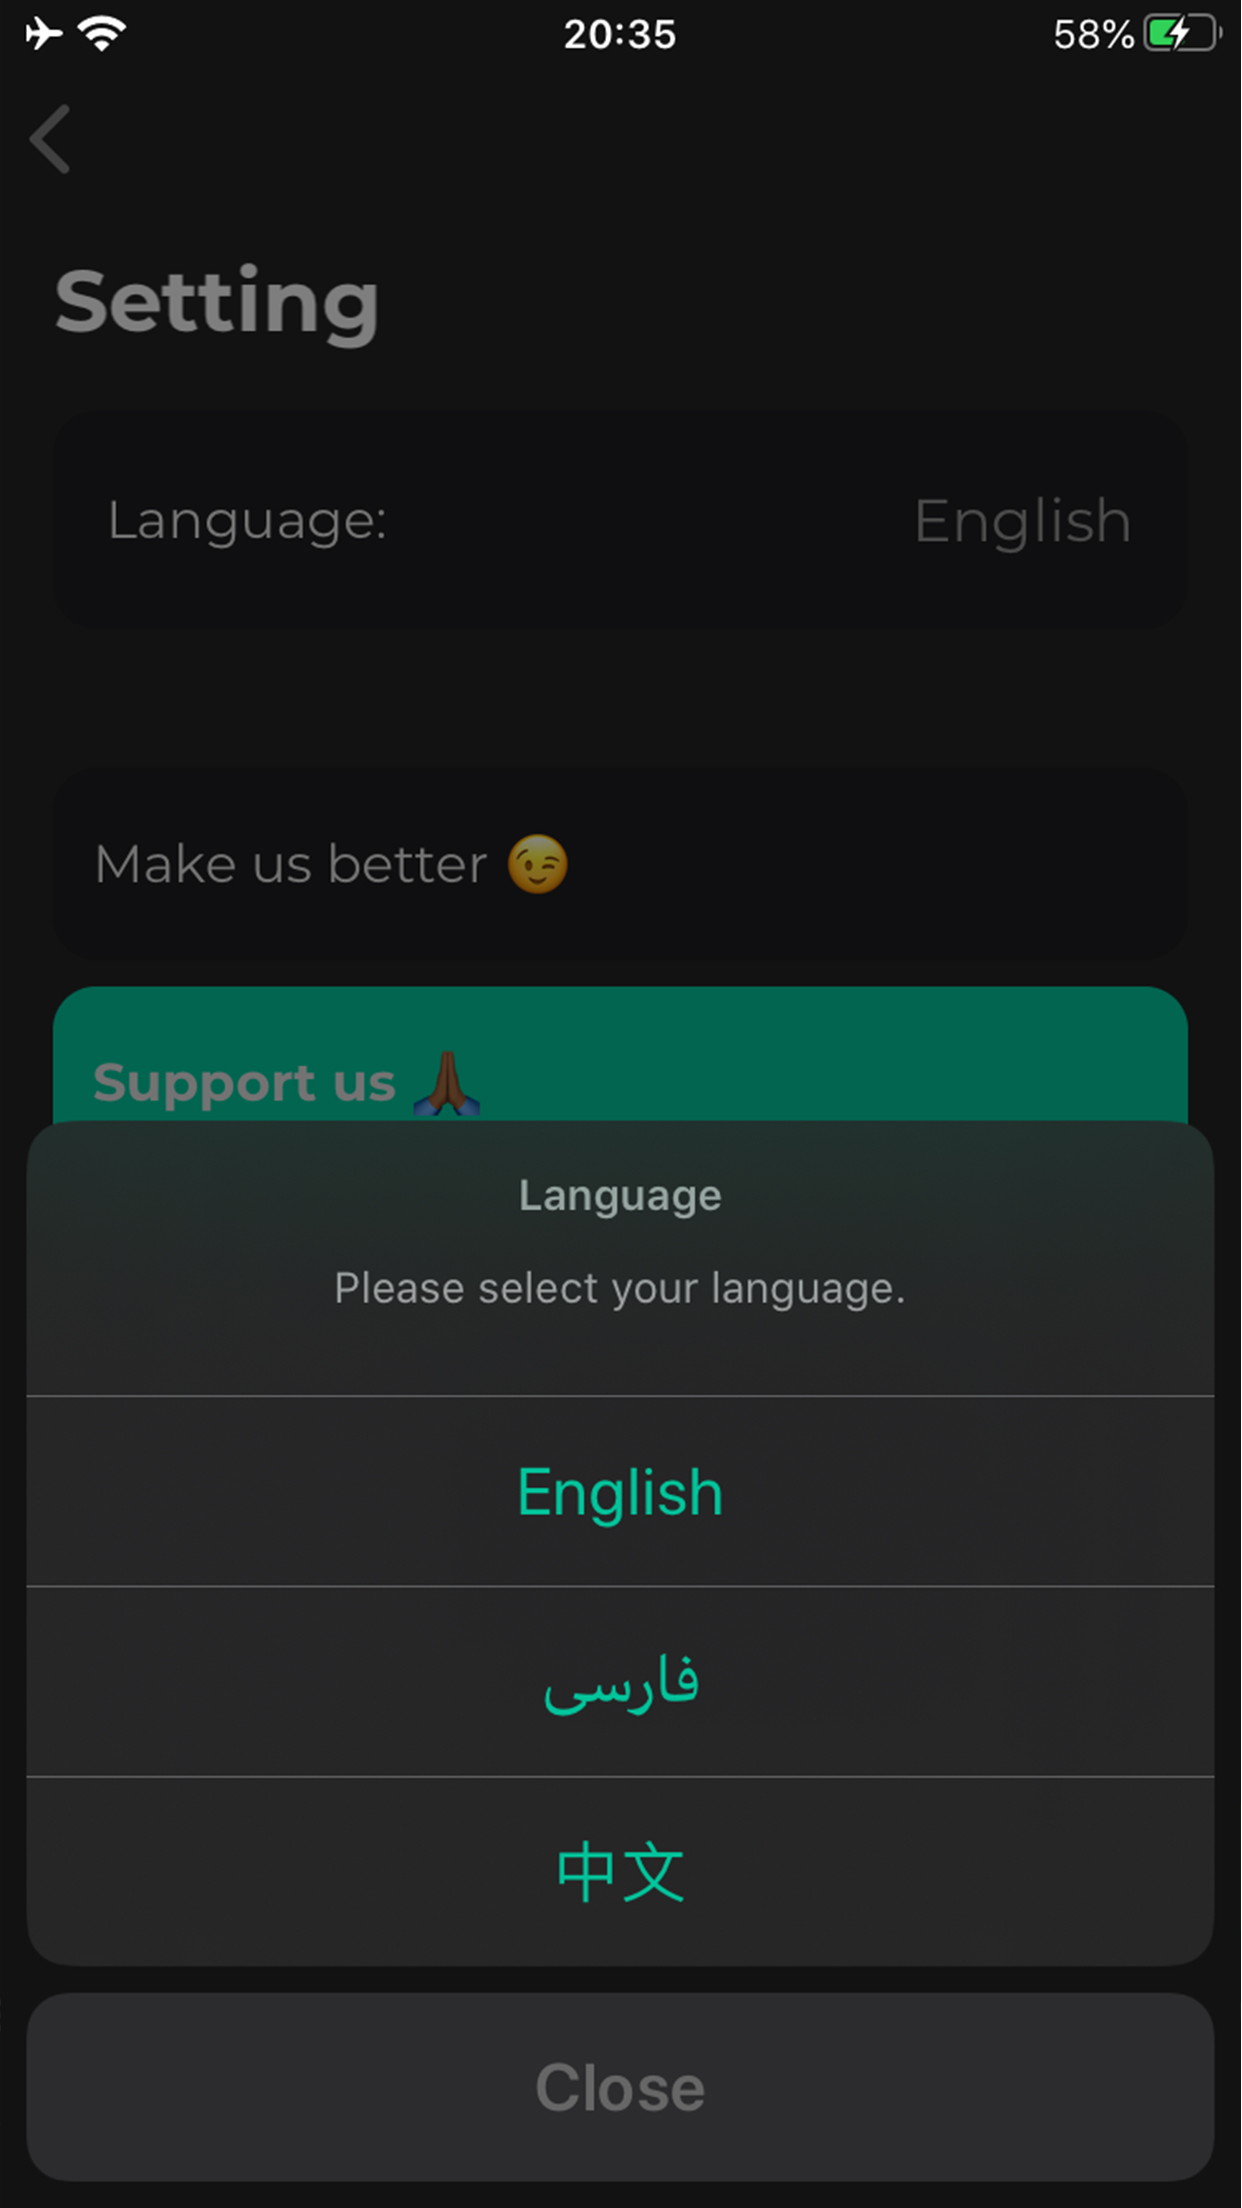 20:35
58%
Setting
Language:
English
Make us better 😉
Support us 🙏🏾
Language
Please select your language.
English
فارسی
中文
Close